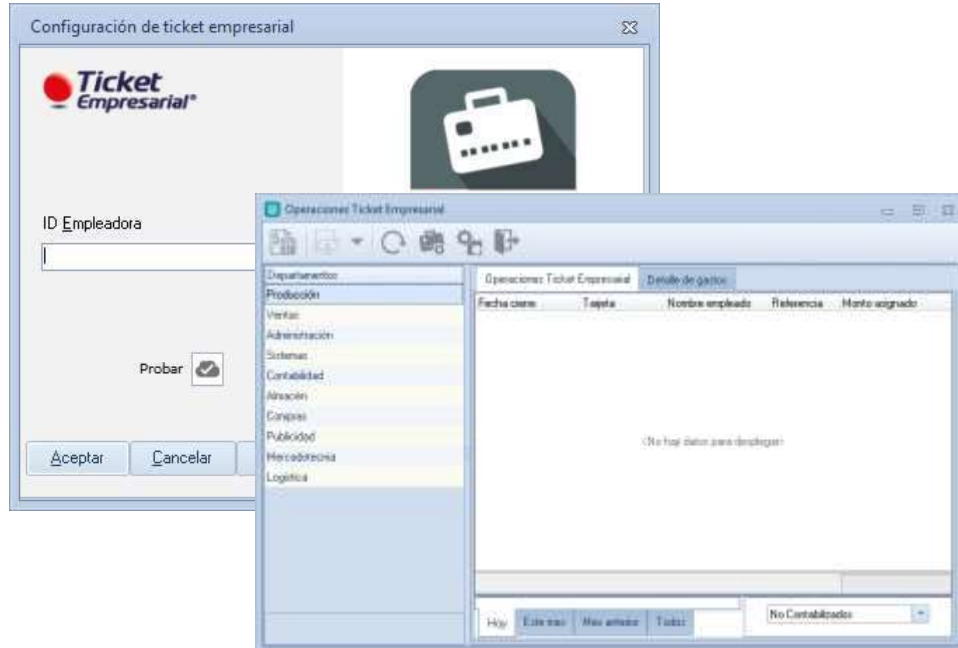 Configuración de ticket empresarial
Ticket
Empresarial®
ID Empleadora
Probar
Aceptar
Cancelar
Operaciones Ticket Empresarial
Departamentos
Producción
Ventas
Administración
Sistemas
Contabilidad
Almacén
Compras
Publicidad
Mercadotecnia
Logística
Operaciones Ticket Empresarial
Detalle de gastos
Fecha cierre
Tarjeta
Nombre empleado
Referencia
Monto asignado
<No hay datos para desplegar>
Hoy
Este mes
Mes anterior
Todos
No Contabilizados